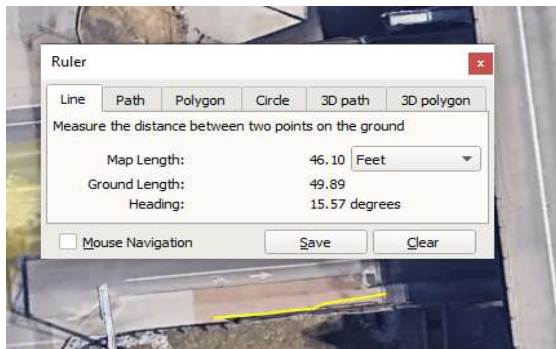 Ruler
Line Path Polygon Circle 3D path 3D polygon
Measure the distance between two points on the ground
Map Length: 46.10 Feet
Ground Length: 49.89
Heading: 15.57 degrees
Mouse Navigation Save Clear